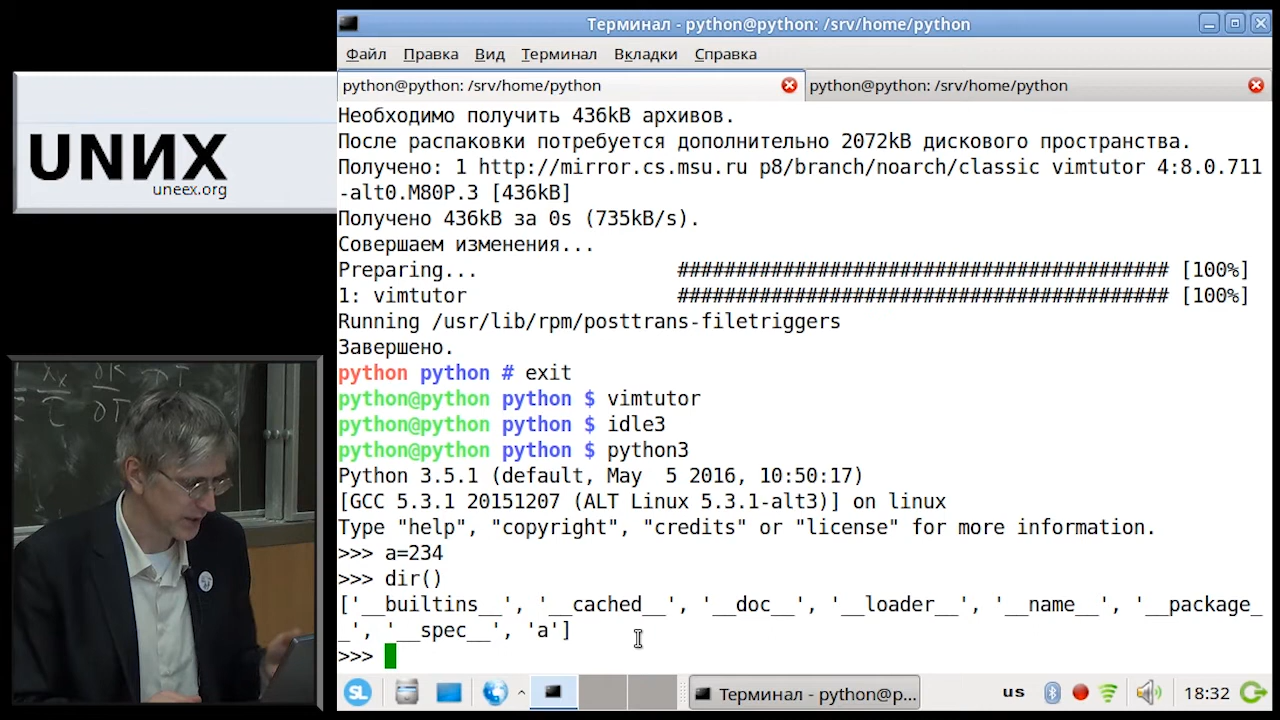 UNИX
uneex.org
Терминал - python@python: /srv/home/python
Файл Правка Вид Терминал Вкладки Справка
python@python: /srv/home/python python@python: /srv/home/python
Необходимо получить 436kB архивов.
После распаковки потребуется дополнительно 2072kB дискового пространства.
Получено: 1 http://mirror.cs.msu.ru p8/branch/noarch/classic vimtutor 4:8.0.711
-alt0.M80P.3 [436kB]
Получено 436kB за 0s (735kB/s).
Совершаем изменения...
Preparing... ####################################### [100%]
1: vimtutor ####################################### [100%]
Running /usr/lib/rpm/posttrans-filetriggers
Завершено.
python python # exit
python@python python $ vimtutor
python@python python $ idle3
python@python python $ python3
Python 3.5.1 (default, May  5 2016, 10:50:17)
[GCC 5.3.1 20151207 (ALT Linux 5.3.1-alt3)] on linux
Type "help", "copyright", "credits" or "license" for more information.
>>> a=234
>>> dir()
['__builtins__', '__cached__', '__doc__', '__loader__', '__name__', '__package_
_', '__spec__', 'a']
>>>
SL Терминал - python@p... us 18:32